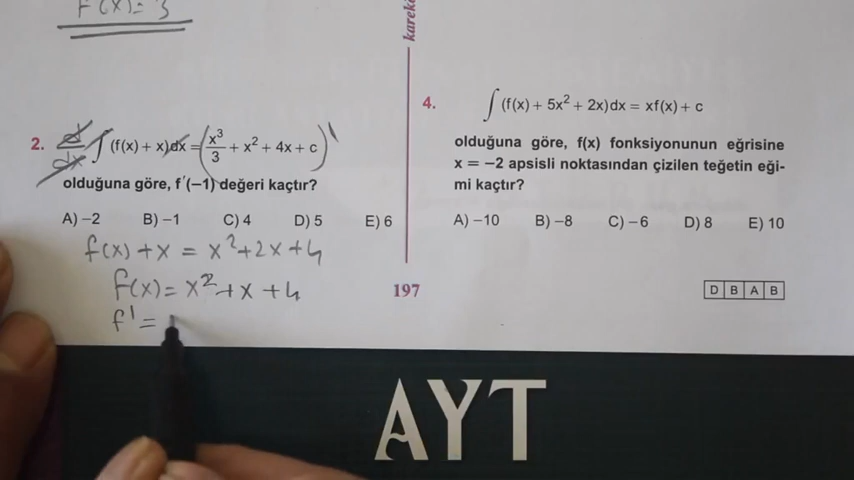 F(x) = 3
karek
2. d/dx ∫ (f(x) + x)dx = (x³/3 + x² + 4x + c)'
olduğuna göre, f'(−1) değeri kaçtır?
A) −2 B) −1 C) 4 D) 5 E) 6
f(x) + x = x² + 2x + 4
f(x) = x² + x + 4
f' =
4. ∫ (f(x) + 5x² + 2x)dx = xf(x) + c
olduğuna göre, f(x) fonksiyonunun eğrisine
x = −2 apsisli noktasından çizilen teğetin eği-
mi kaçtır?
A) −10 B) −8 C) −6 D) 8 E) 10
197
D B A B
AYT